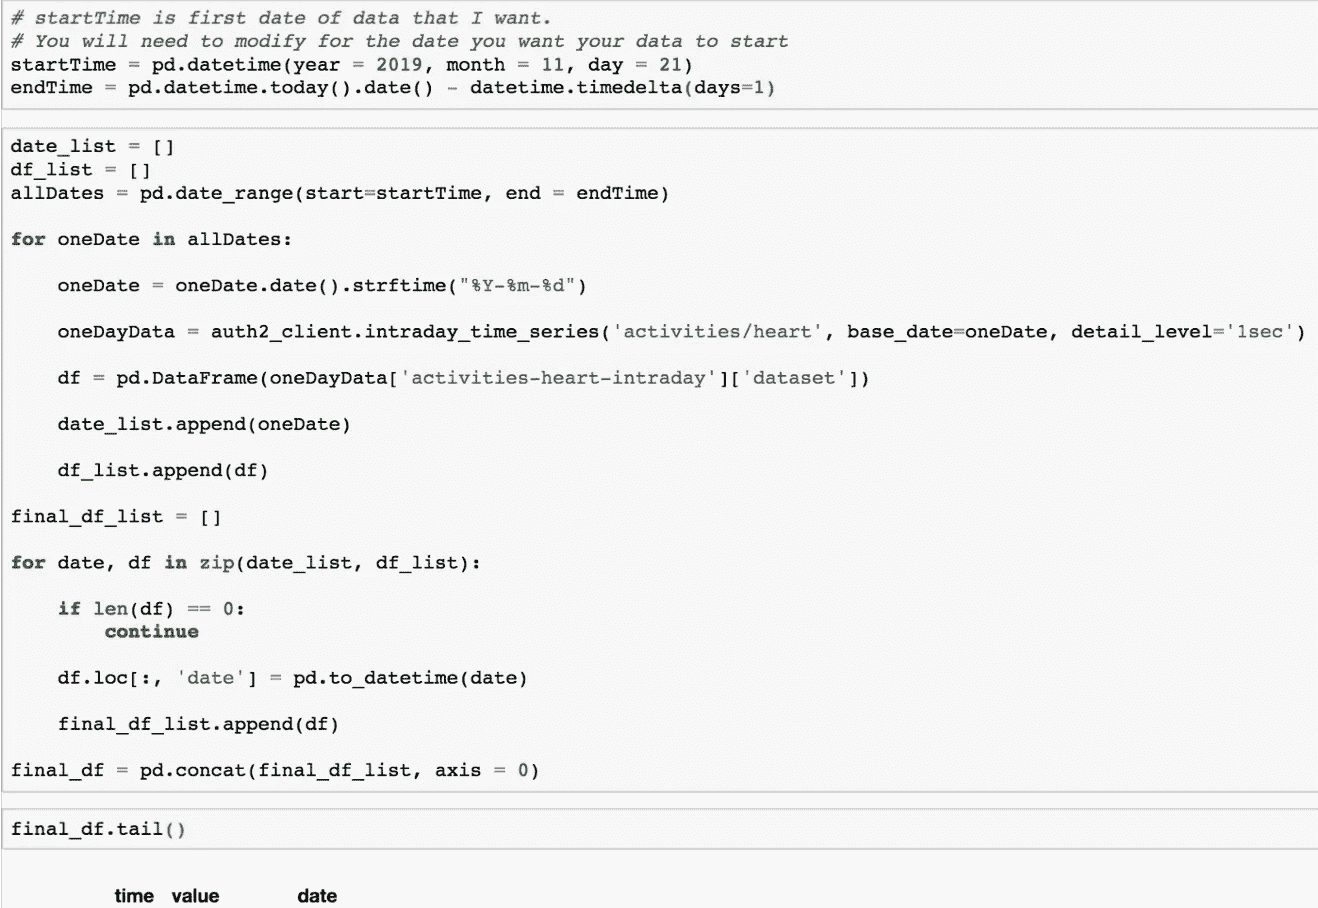 # startTime is first date of data that I want.
# You will need to modify for the date you want your data to start
startTime = pd.datetime(year = 2019, month = 11, day = 21)
endTime = pd.datetime.today().date() - datetime.timedelta(days=1)
date_list = []
df_list = []
allDates = pd.date_range(start=startTime, end = endTime)
for oneDate in allDates:
    oneDate = oneDate.date().strftime("%Y-%m-%d")
    oneDayData = auth2_client.intraday_time_series('activities/heart', base_date=oneDate, detail_level='1sec')
    df = pd.DataFrame(oneDayData['activities-heart-intraday']['dataset'])
    date_list.append(oneDate)
    df_list.append(df)
final_df_list = []
for date, df in zip(date_list, df_list):
    if len(df) == 0:
        continue
    df.loc[:, 'date'] = pd.to_datetime(date)
    final_df_list.append(df)
final_df = pd.concat(final_df_list, axis = 0)
final_df.tail()
time value date